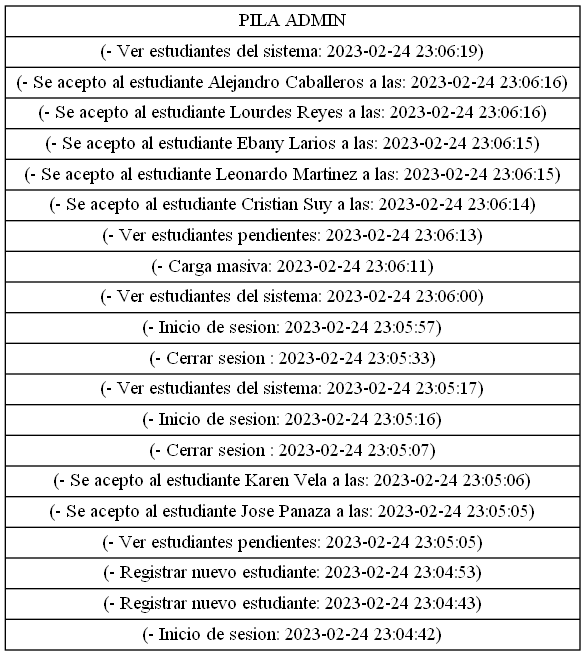 PILA ADMIN
(- Ver estudiantes del sistema: 2023-02-24 23:06:19)
(- Se acepto al estudiante Alejandro Caballeros a las: 2023-02-24 23:06:16)
(- Se acepto al estudiante Lourdes Reyes a las: 2023-02-24 23:06:16)
(- Se acepto al estudiante Ebany Larios a las: 2023-02-24 23:06:15)
(- Se acepto al estudiante Leonardo Martinez a las: 2023-02-24 23:06:15)
(- Se acepto al estudiante Cristian Suy a las: 2023-02-24 23:06:14)
(- Ver estudiantes pendientes: 2023-02-24 23:06:13)
(- Carga masiva: 2023-02-24 23:06:11)
(- Ver estudiantes del sistema: 2023-02-24 23:06:00)
(- Inicio de sesion: 2023-02-24 23:05:57)
(- Cerrar sesion : 2023-02-24 23:05:33)
(- Ver estudiantes del sistema: 2023-02-24 23:05:17)
(- Inicio de sesion: 2023-02-24 23:05:16)
(- Cerrar sesion : 2023-02-24 23:05:07)
(- Se acepto al estudiante Karen Vela a las: 2023-02-24 23:05:06)
(- Se acepto al estudiante Jose Panaza a las: 2023-02-24 23:05:05)
(- Ver estudiantes pendientes: 2023-02-24 23:05:05)
(- Registrar nuevo estudiante: 2023-02-24 23:04:53)
(- Registrar nuevo estudiante: 2023-02-24 23:04:43)
(- Inicio de sesion: 2023-02-24 23:04:42)